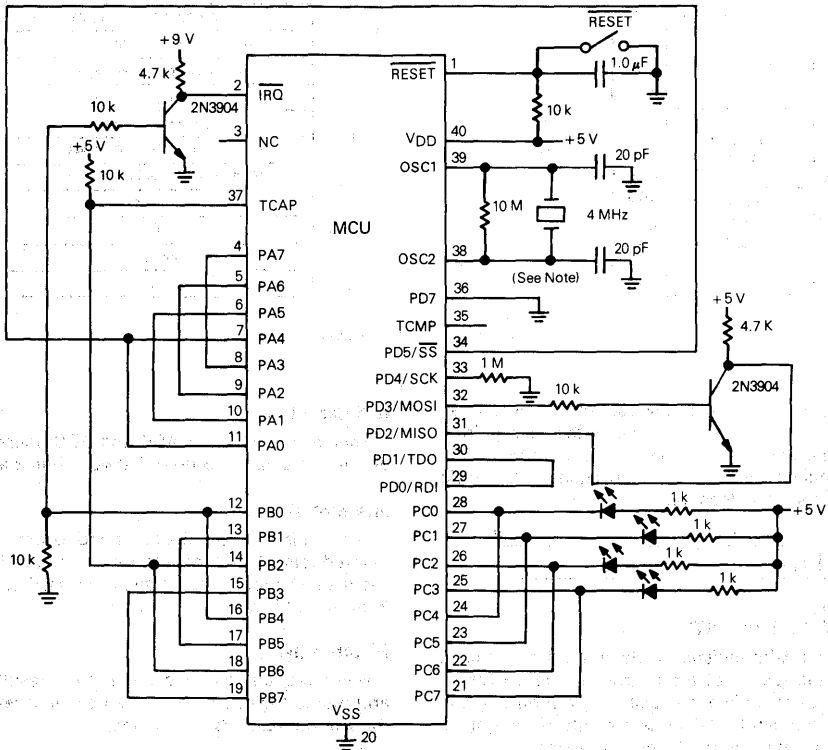 RESET
+9 V
4.7 k
2
IRQ
2N3904
10 k
3
NC
+5 V
10 k
37
TCAP
MCU
4
PA7
5
PA6
6
PA5
7
PA4
8
PA3
9
PA2
10
PA1
11
PA0
12
PB0
13
PB1
14
PB2
10 k
15
PB3
16
PB4
17
PB5
18
PB6
19
PB7
VSS
20
1
RESET
1.0 µF
10 k
VDD
40
+5 V
39
OSC1
20 pF
10 M
4 MHz
38
OSC2
20 pF
(See Note)
36
PD7
35
TCMP
34
PD5/SS
+5 V
4.7 K
33
PD4/SCK
1 M
2N3904
32
PD3/MOSI
10 k
31
PD2/MISO
30
PD1/TDO
29
PD0/RDI
28
PC0
1 k
+5 V
27
PC1
1 k
26
PC2
1 k
25
PC3
1 k
24
PC4
23
PC5
22
PC6
21
PC7